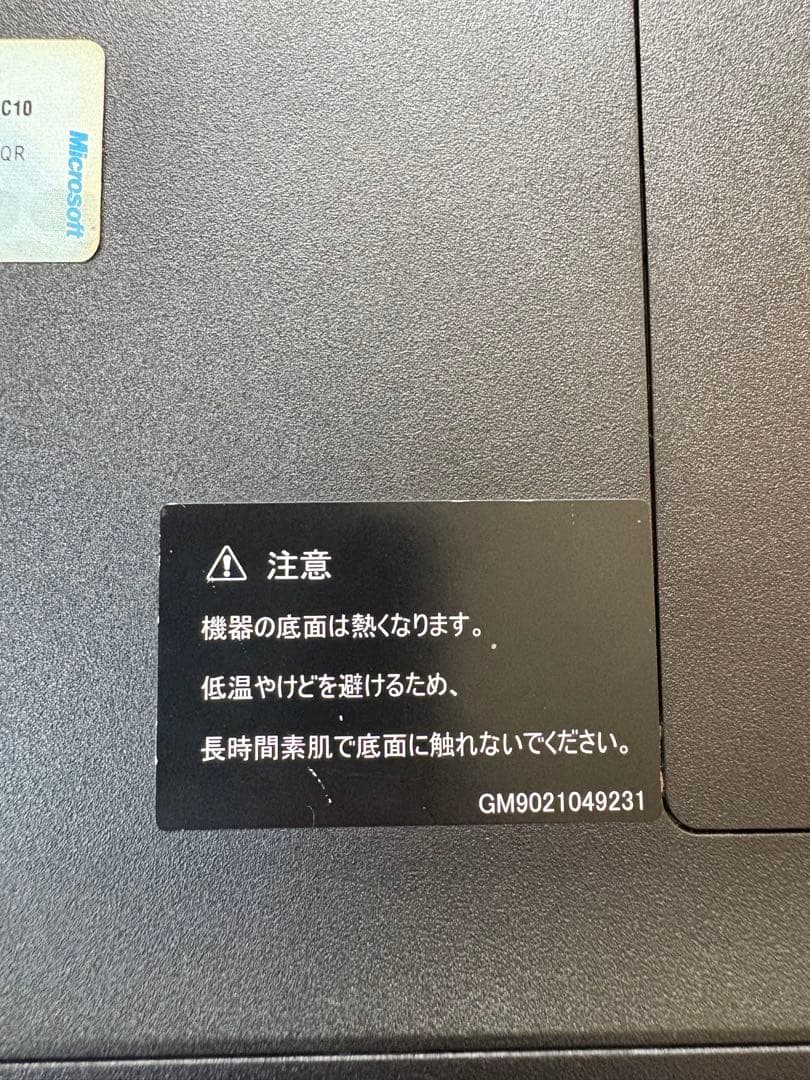 C10
QR
Microsoft
注意
機器の底面は熱くなります。
低温やけどを避けるため、
長時間素肌で底面に触れないでください。
GM9021049231